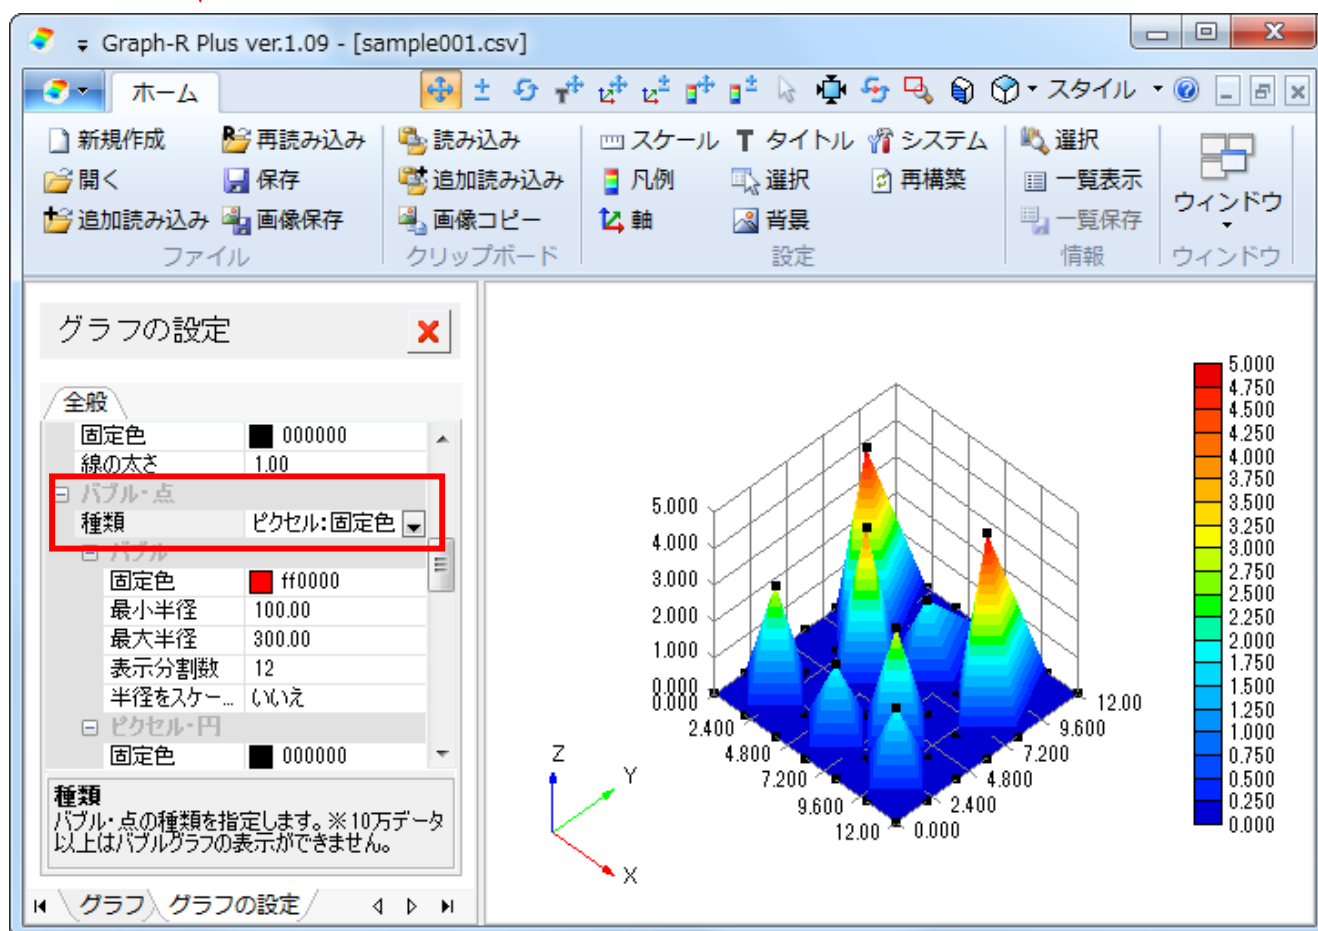 Graph-R Plus ver.1.09 - [sample001.csv]
ホーム
スタイル
新規作成 再読み込み 読み込み スケール T タイトル システム 選択
開く 保存 追加読み込み 凡例 選択 再構築 一覧表示
追加読み込み 画像保存 画像コピー 軸 背景 一覧保存
ウィンドウ
ファイル クリップボード 設定 情報 ウィンドウ
グラフの設定
全般
固定色 000000
線の太さ 1.00
バブル・点
種類 ピクセル:固定色
バブル
固定色 ff0000
最小半径 100.00
最大半径 300.00
表示分割数 12
半径をスケー... いいえ
ピクセル・円
固定色 000000
種類
バブル・点の種類を指定します。※10万データ
以上はバブルグラフの表示ができません。
グラフ グラフの設定
5.000
4.000
3.000
2.000
1.000
0.000
0.000
2.400
4.800
7.200
9.600
12.00
0.000
2.400
4.800
7.200
9.600
12.00
Z
Y
X
5.000
4.750
4.500
4.250
4.000
3.750
3.500
3.250
3.000
2.750
2.500
2.250
2.000
1.750
1.500
1.250
1.000
0.750
0.500
0.250
0.000